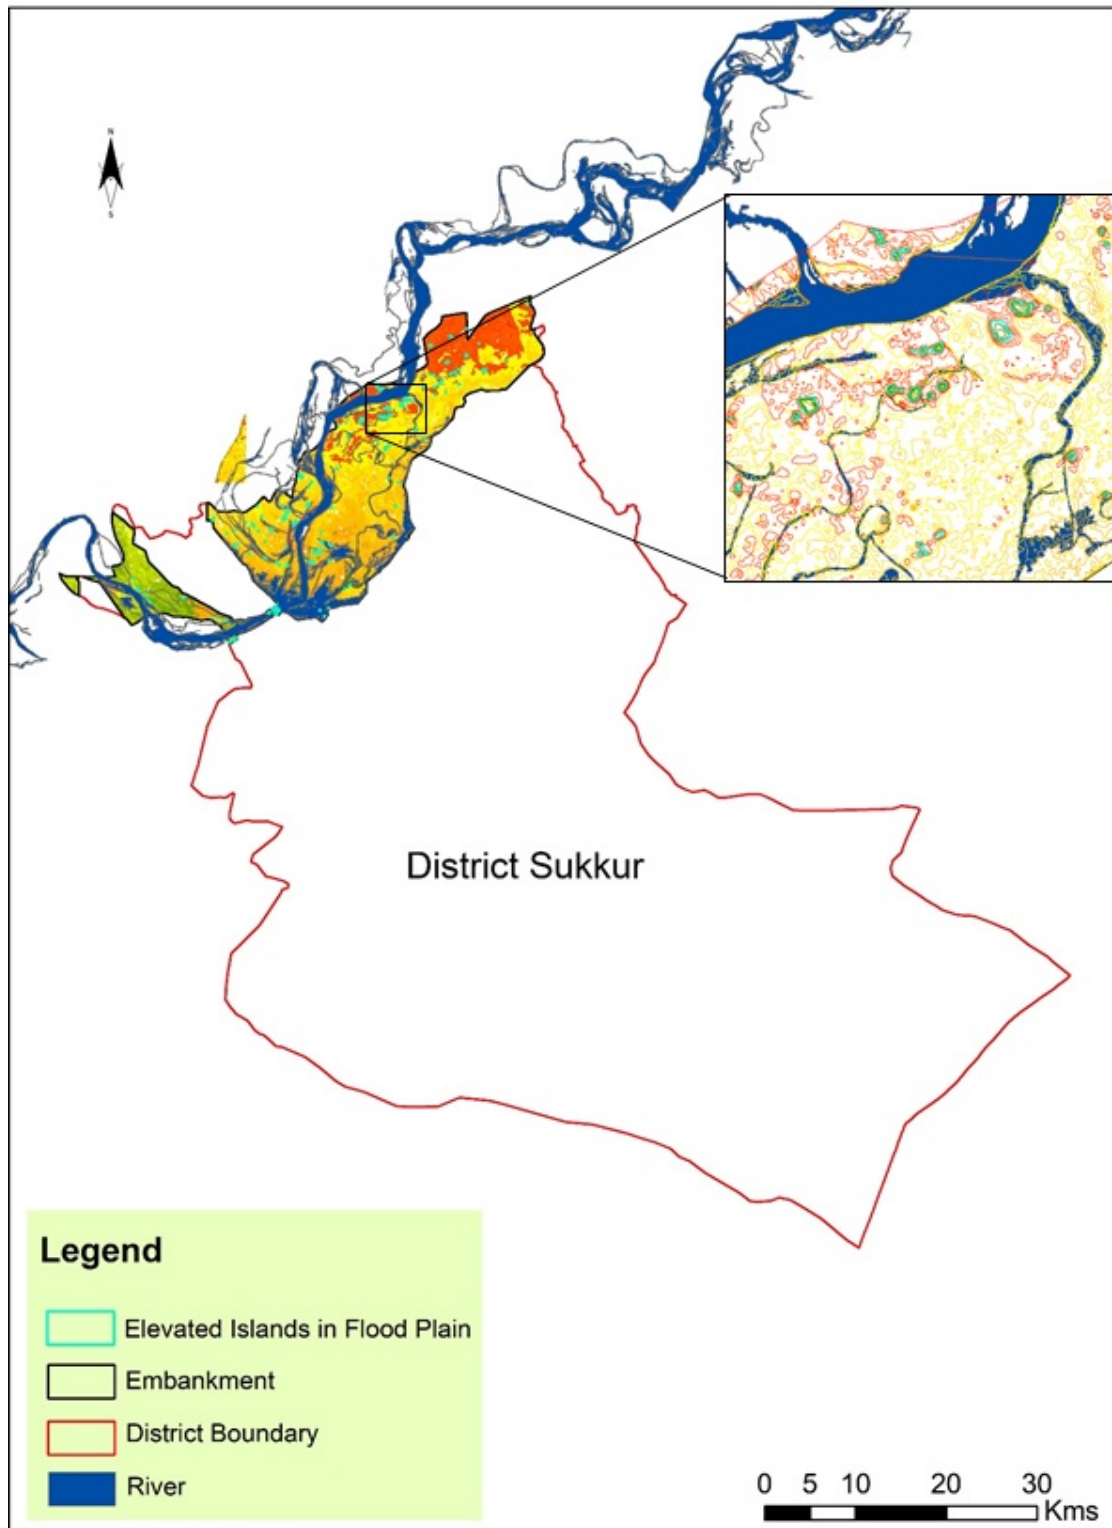 N
S
District Sukkur
Legend
Elevated Islands in Flood Plain
Embankment
District Boundary
River
0 5 10 20 30
Kms